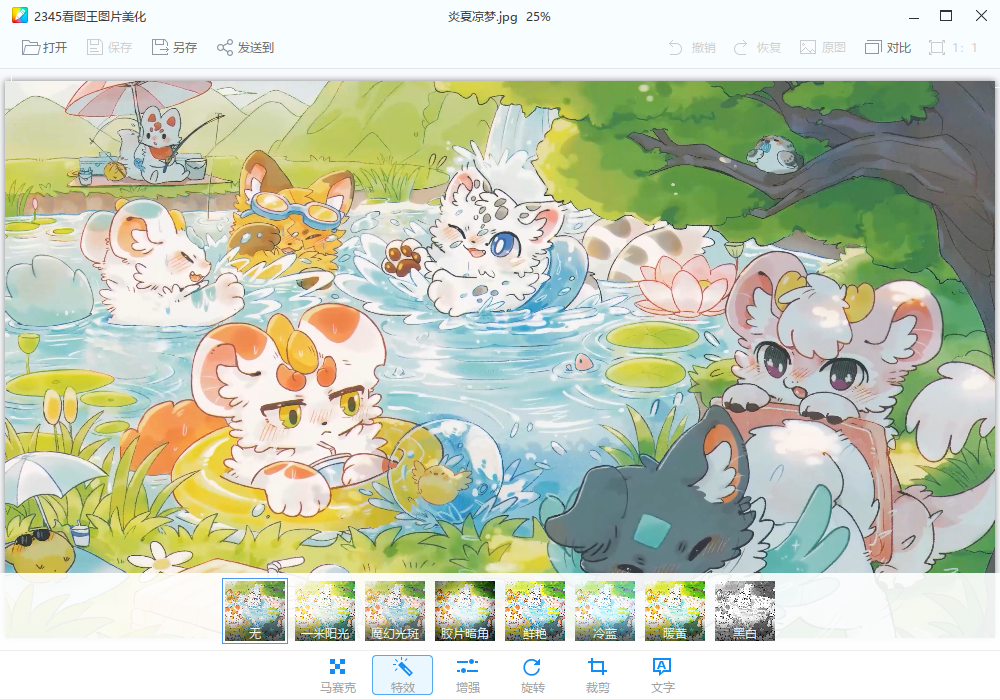 2345看图王图片美化
炎夏凉梦.jpg 25%
打开 保存 另存 发送到 撤销 恢复 原图 对比 1: 1
无 一米阳光 魔幻光斑 胶片暗角 鲜艳 冷蓝 暖黄 黑白
马赛克 特效 增强 旋转 裁剪 文字